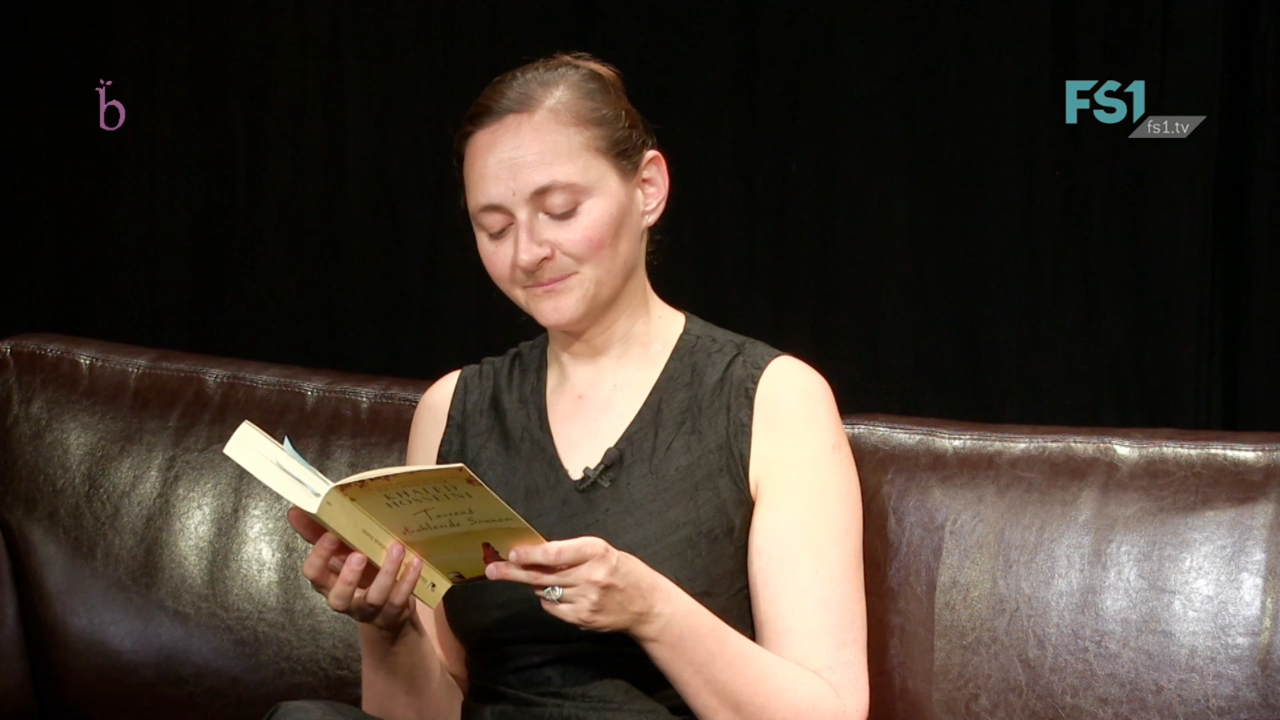 b
FS1
fs1.tv
KHALED
HOSSEINI
Tausend
strahlende Sonnen